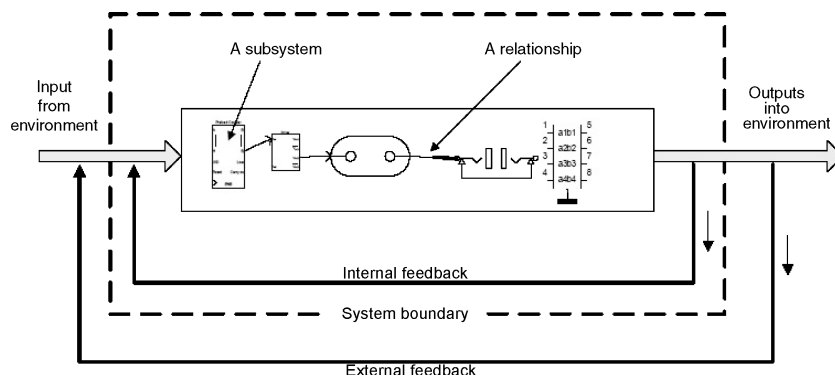 A subsystem
A relationship
Input
from
environment
Outputs
into
environment
1
2
3
4
a1b1
a2b2
a3b3
a4b4
5
6
7
8
Internal feedback
System boundary
External feedback